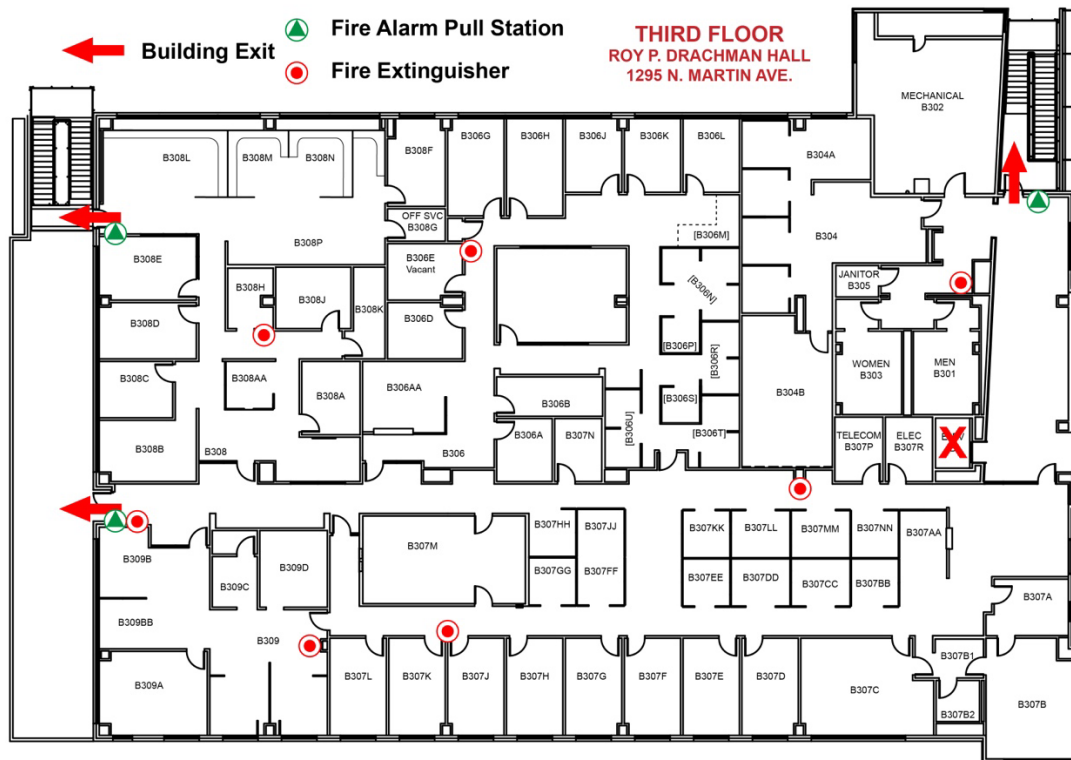 Building Exit
Fire Alarm Pull Station
Fire Extinguisher
THIRD FLOOR
ROY P. DRACHMAN HALL
1295 N. MARTIN AVE.
MECHANICAL
B302
B308L
B308M
B308N
B308F
B306G
B306H
B306J
B306K
B306L
B304A
OFF SVC
B308G
B308P
[B306M]
B304
B308E
B306E
Vacant
B308H
B308J
B308K
[B306N]
JANITOR
B305
B308D
B306D
[B306P]
[B306R]
WOMEN
B303
MEN
B301
B308C
B308AA
B308A
B306AA
B306B
[B306S]
B304B
B308B
B308
B306
B306A
B307N
[B306U]
[B306T]
TELECOM
B307P
ELEC
B307R
X
B309B
B309C
B309D
B307M
B307HH
B307JJ
B307KK
B307LL
B307MM
B307NN
B307AA
B307GG
B307FF
B307EE
B307DD
B307CC
B307BB
B309BB
B309
B307A
B309A
B307L
B307K
B307J
B307H
B307G
B307F
B307E
B307D
B307C
B307B1
B307B2
B307B